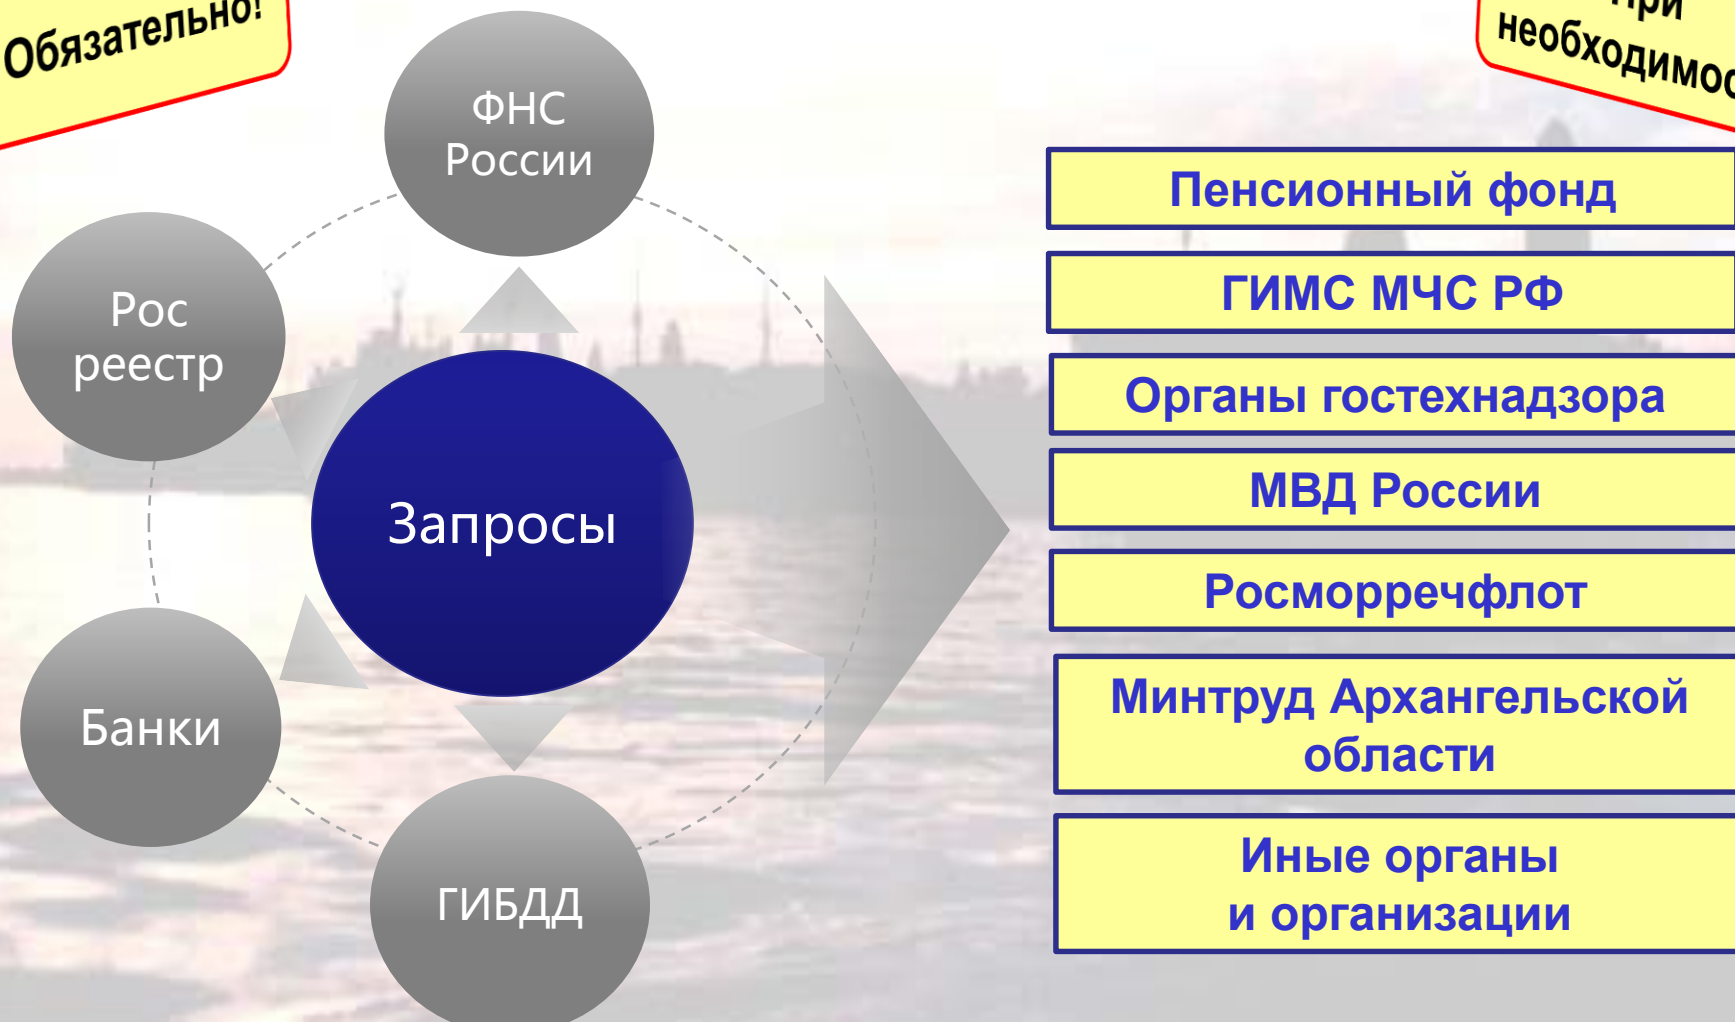 Обязательно!
При
ФНС
России
Рос
реестр
Запросы
Банки
ГИБДД
Пенсионный фонд
ГИМС МЧС РФ
Органы гостехнадзора
МВД России
Росморречфлот
Минтруд Архангельской
области
Иные органы
и организации